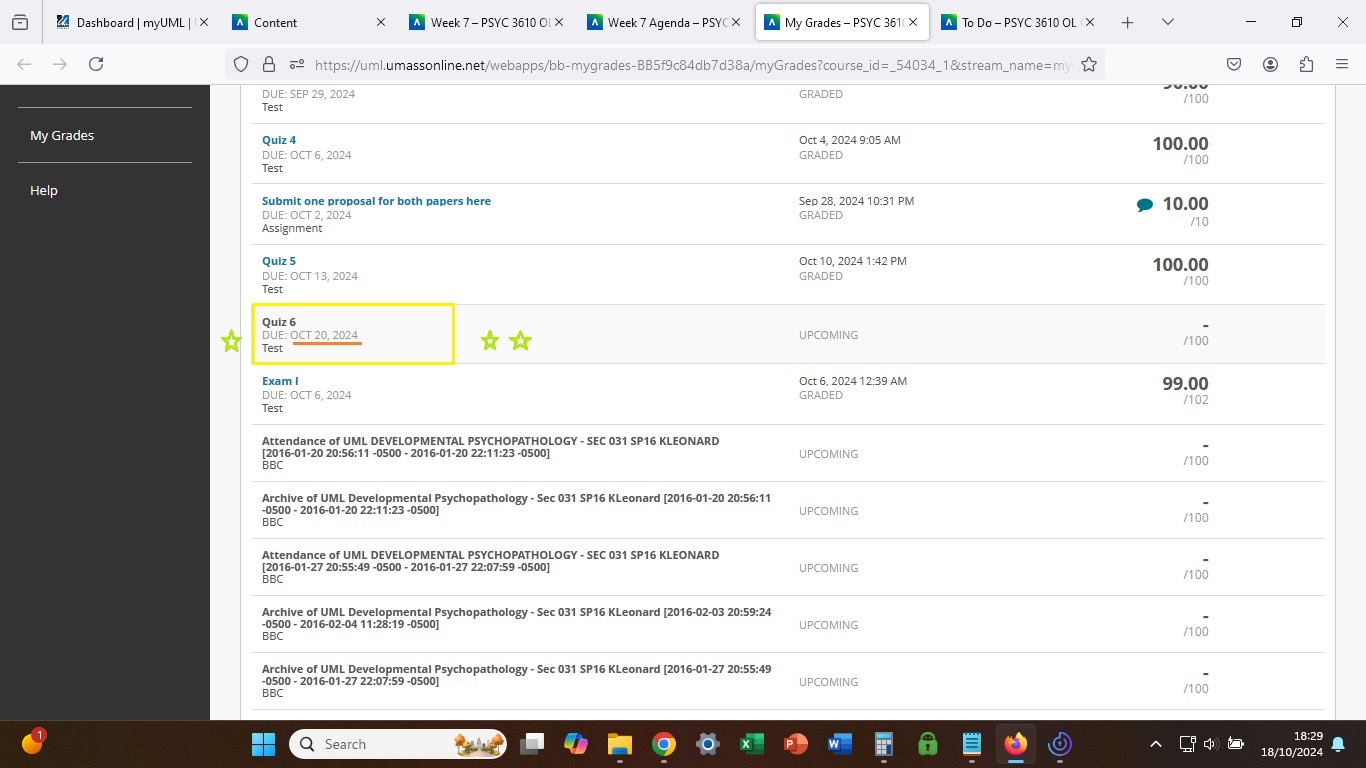 Dashboard | myUML |
Content
Week 7 – PSYC 3610 OL
Week 7 Agenda – PSYC
My Grades – PSYC 3610
To Do – PSYC 3610 OL
https://uml.umassonline.net/webapps/bb-mygrades-BB5f9c84db7d38a/myGrades?course_id=_54034_1&stream_name=my
My Grades
Help
DUE: SEP 29, 2024
Test
GRADED
90.00
/100
Quiz 4
DUE: OCT 6, 2024
Test
Oct 4, 2024 9:05 AM
GRADED
100.00
/100
Submit one proposal for both papers here
DUE: OCT 2, 2024
Assignment
Sep 28, 2024 10:31 PM
GRADED
10.00
/10
Quiz 5
DUE: OCT 13, 2024
Test
Oct 10, 2024 1:42 PM
GRADED
100.00
/100
Quiz 6
DUE: OCT 20, 2024
Test
UPCOMING
-
/100
Exam I
DUE: OCT 6, 2024
Test
Oct 6, 2024 12:39 AM
GRADED
99.00
/102
Attendance of UML DEVELOPMENTAL PSYCHOPATHOLOGY - SEC 031 SP16 KLEONARD
[2016-01-20 20:56:11 -0500 - 2016-01-20 22:11:23 -0500]
BBC
UPCOMING
-
/100
Archive of UML Developmental Psychopathology - Sec 031 SP16 KLeonard [2016-01-20 20:56:11
-0500 - 2016-01-20 22:11:23 -0500]
BBC
UPCOMING
-
/100
Attendance of UML DEVELOPMENTAL PSYCHOPATHOLOGY - SEC 031 SP16 KLEONARD
[2016-01-27 20:55:49 -0500 - 2016-01-27 22:07:59 -0500]
BBC
UPCOMING
-
/100
Archive of UML Developmental Psychopathology - Sec 031 SP16 KLeonard [2016-02-03 20:59:24
-0500 - 2016-02-04 11:28:19 -0500]
BBC
UPCOMING
-
/100
Archive of UML Developmental Psychopathology - Sec 031 SP16 KLeonard [2016-01-27 20:55:49
-0500 - 2016-01-27 22:07:59 -0500]
BBC
UPCOMING
-
/100
1
Search
18:29
18/10/2024